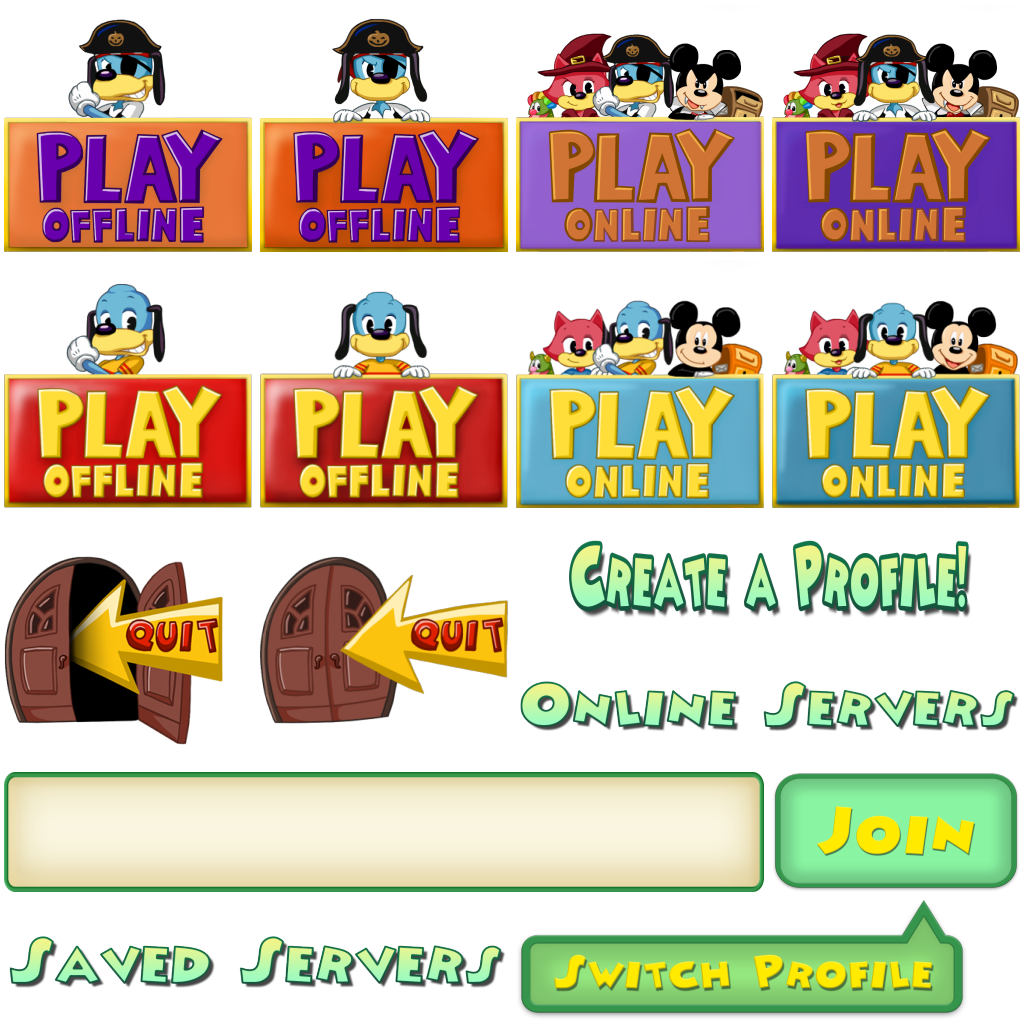 PLAY
OFFLINE
PLAY
OFFLINE
PLAY
ONLINE
PLAY
ONLINE
PLAY
OFFLINE
PLAY
OFFLINE
PLAY
ONLINE
PLAY
ONLINE
QUIT
QUIT
CREATE A PROFILE!
ONLINE SERVERS
JOIN
SAVED SERVERS
SWITCH PROFILE